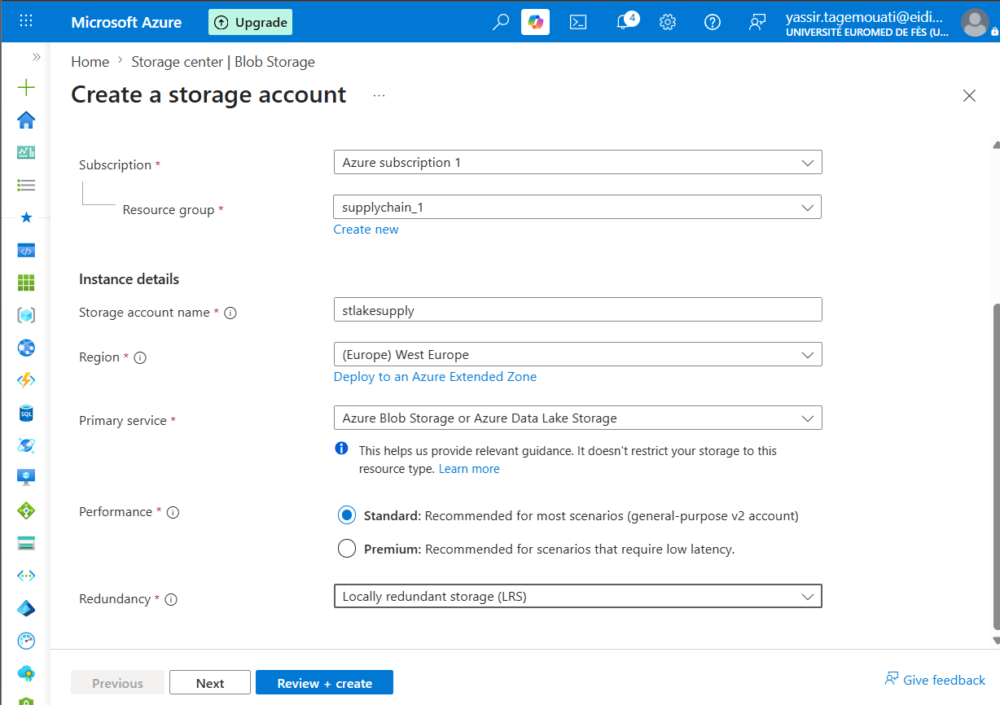 Microsoft Azure
Upgrade
4
yassir.tagemouati@eidi...
UNIVERSITÉ EUROMED DE FÈS (U...
Home > Storage center | Blob Storage
Create a storage account ...
Subscription *
Azure subscription 1
Resource group *
supplychain_1
Create new
Instance details
Storage account name *
stlakesupply
Region *
(Europe) West Europe
Deploy to an Azure Extended Zone
Primary service *
Azure Blob Storage or Azure Data Lake Storage
This helps us provide relevant guidance. It doesn't restrict your storage to this
resource type. Learn more
Performance *
Standard: Recommended for most scenarios (general-purpose v2 account)
Premium: Recommended for scenarios that require low latency.
Redundancy *
Locally redundant storage (LRS)
Previous
Next
Review + create
Give feedback
SQL